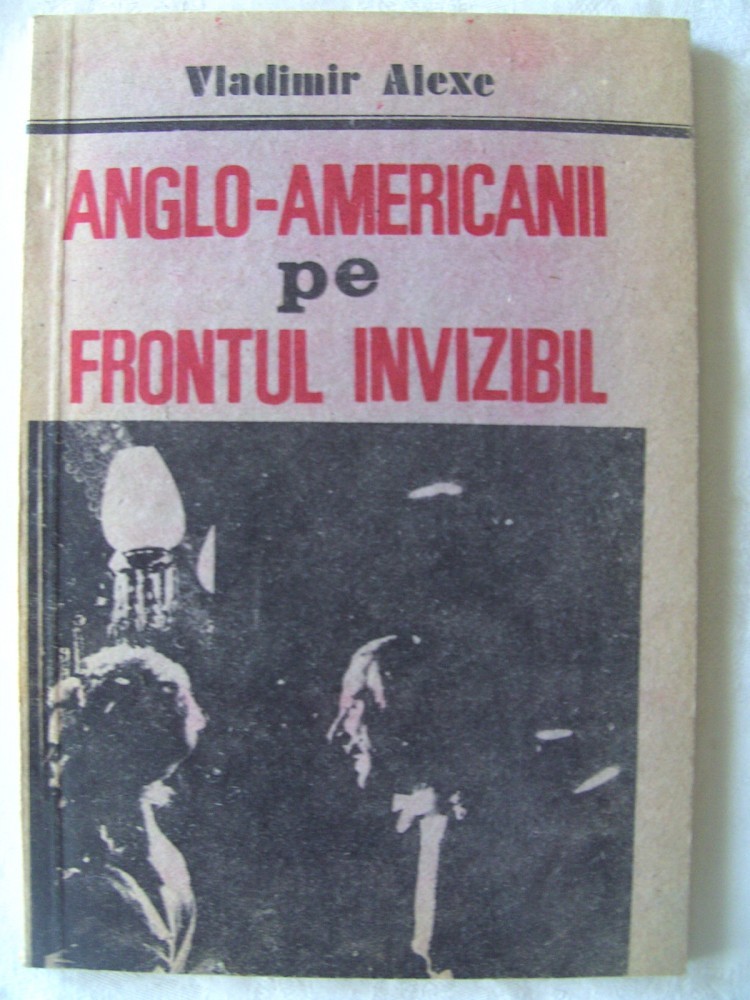 Vladimir Alexe
ANGLO-AMERICANII
pe
FRONTUL INVIZIBIL